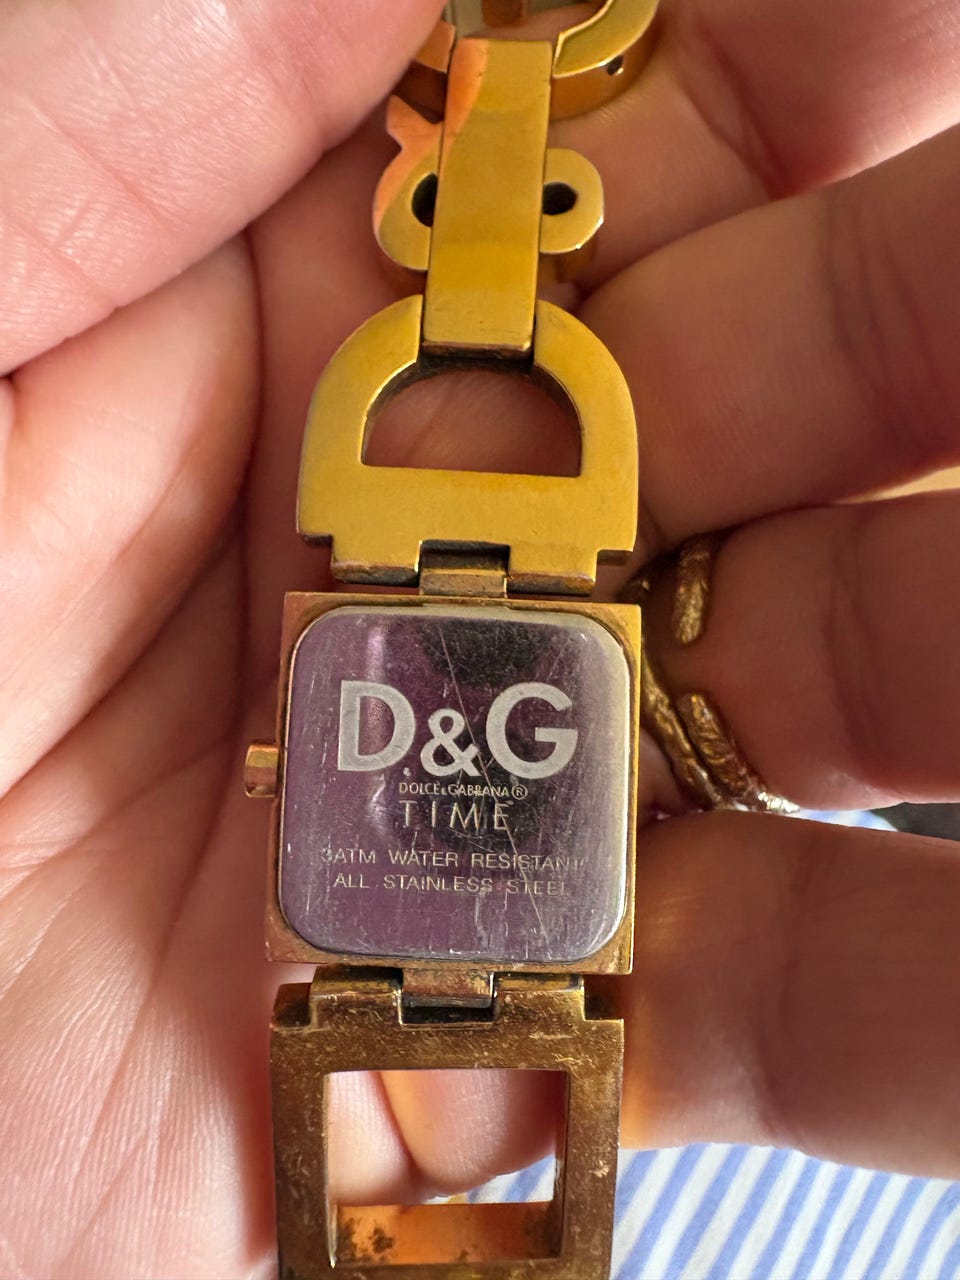 D&G
DOLCE & GABBANA®
TIME
3ATM WATER RESISTANT
ALL STAINLESS STEEL